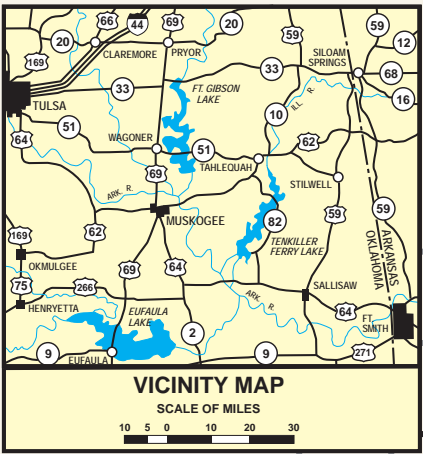 66
69
44
20
20
59
59
12
CLAREMORE
PRYOR
SILOAM
SPRINGS
169
33
33
68
FT. GIBSON
LAKE
ILL. R.
16
TULSA
10
51
64
WAGONER
51
62
TAHLEQUAH
69
STILWELL
ARK. R.
59
59
MUSKOGEE
82
169
62
TENKILLER
FERRY LAKE
ARKANSAS
OKLAHOMA
OKMULGEE
69
64
75
266
SALLISAW
ARK. R.
64
HENRYETTA
EUFAULA
LAKE
FT.
SMITH
2
9
EUFAULA
9
271
VICINITY MAP
SCALE OF MILES
10 5 0 10 20 30